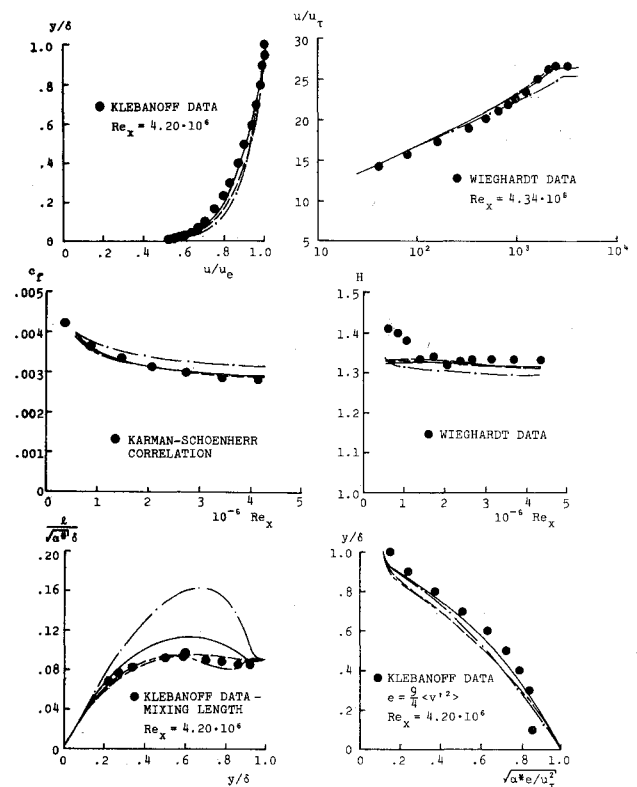 y/δ
1.0
.8
.6
.4
.2
0
0 .2 .4 .6 .8 1.0
u/uₑ
● KLEBANOFF DATA
Reₓ = 4.20·10⁶
u/u_τ
30
25
20
15
10
5
10 10² 10³ 10⁴
● WIEGHARDT DATA
Reₓ = 4.34·10⁶
c_f
.005
.004
.003
.002
.001
0
0 1 2 3 4 5
10⁻⁶ Reₓ
● KARMAN-SCHOENHERR
CORRELATION
H
1.5
1.4
1.3
1.2
1.1
1.0
0 1 2 3 4 5
10⁻⁶ Reₓ
● WIEGHARDT DATA
ℓ
√α* δ
.20
.16
.12
.08
.04
0
0 .2 .4 .6 .8 1.0
y/δ
● KLEBANOFF DATA –
MIXING LENGTH
Reₓ = 4.20·10⁶
y/δ
1.0
.8
.6
.4
.2
0
0 .2 .4 .6 .8 1.0
√α*e/u_τ²
● KLEBANOFF DATA
e = 9/4 <v'²>
Reₓ = 4.20·10⁶